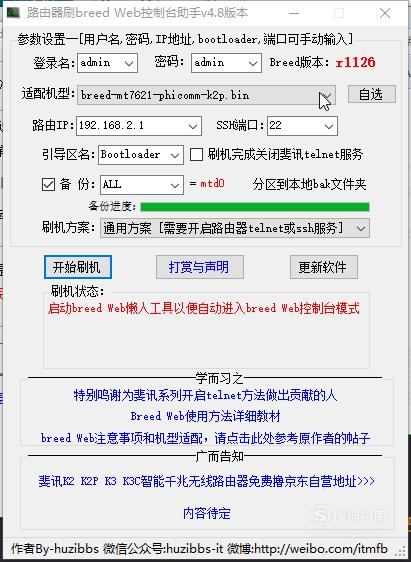 路由器刷breed Web控制台助手v4.8版本
参数设置一[用户名,密码,IP地址,bootloader,端口可手动输入]
登录名: admin 密码: admin Breed版本: r1126
适配机型: breed-mt7621-phicomm-k2p.bin 自选
路由IP: 192.168.2.1 SSH端口: 22
引导区名: Bootloader 刷机完成关闭斐讯telnet服务
备 份: ALL = mtd0 分区到本地bak文件夹
备份进度:
刷机方案: 通用方案 [需要开启路由器telnet或ssh服务]
开始刷机 打赏与声明 更新软件
刷机状态:
启动breed Web懒人工具以便自动进入breed Web控制台模式
学而习之
特别鸣谢为斐讯系列开启telnet方法做出贡献的人
Breed Web使用方法详细教材
breed Web注意事项和机型适配，请点击此处参考原作者的帖子
广而告知
斐讯K2 K2P K3 K3C智能千兆无线路由器免费撸京东自营地址>>>
内容待定
搜狗指南
作者By-huzibbs 微信公众号:huzibbs-it 微博:http://weibo.com/itmfb